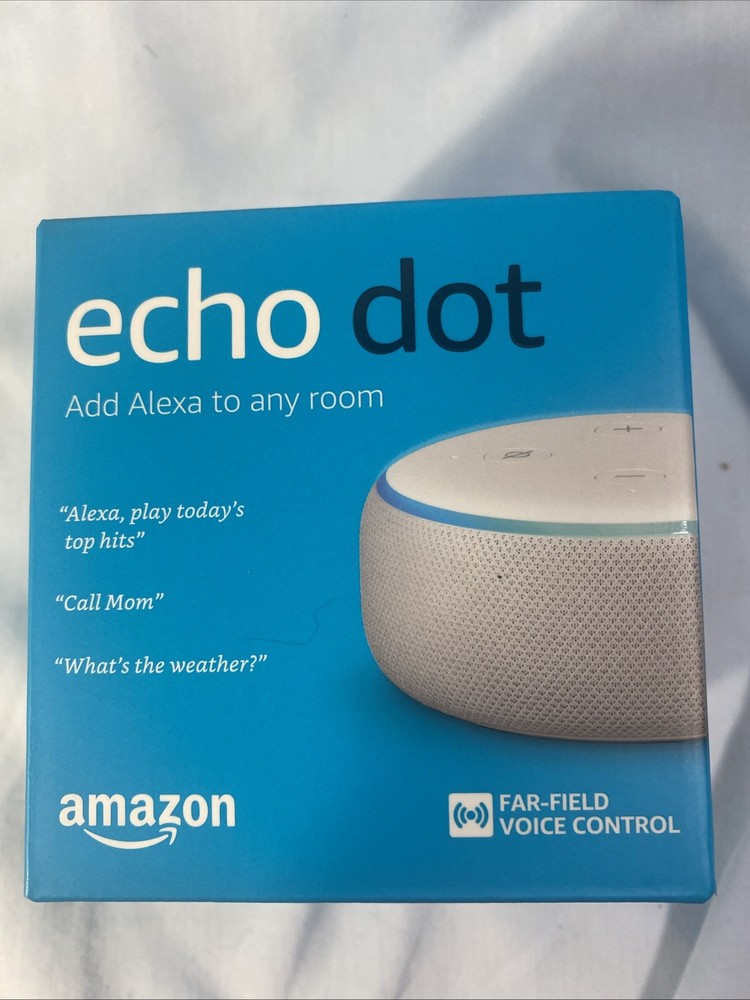 echo dot
Add Alexa to any room
“Alexa, play today’s
top hits”
“Call Mom”
“What’s the weather?”
amazon
FAR-FIELD
VOICE CONTROL